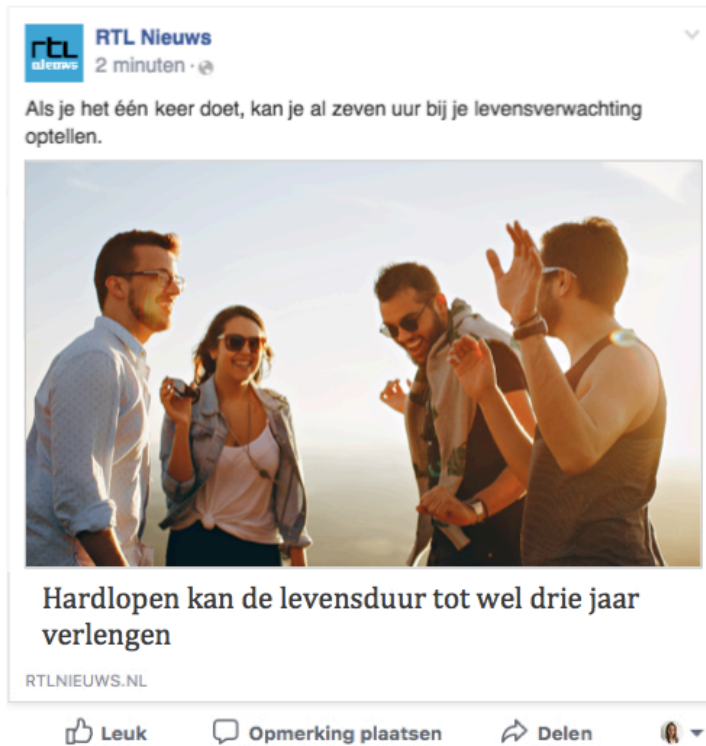 rtl
nieuws
RTL Nieuws
2 minuten ·
Als je het één keer doet, kan je al zeven uur bij je levensverwachting
optellen.
Hardlopen kan de levensduur tot wel drie jaar
verlengen
RTLNIEUWS.NL
Leuk Opmerking plaatsen Delen